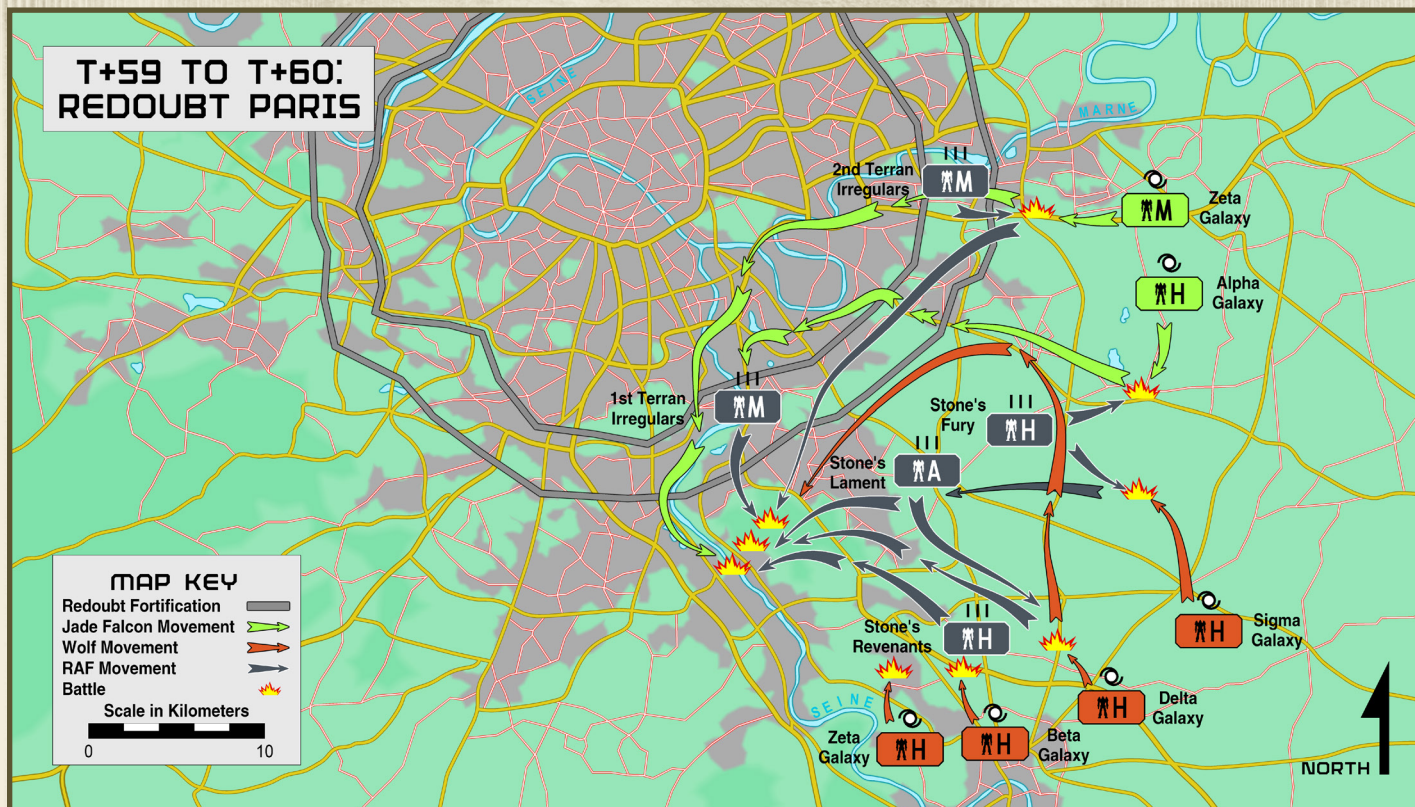 T+59 TO T+60:
REDOUBT PARIS
SEINE
MARNE
2nd Terran
Irregulars
III
M
M
Zeta
Galaxy
H
Alpha
Galaxy
1st Terran
Irregulars
III
M
Stone's
Fury
III
H
Stone's
Lament
III
A
Stone's
Revenants
III
H
H
Sigma
Galaxy
H
Delta
Galaxy
SEINE
Zeta
Galaxy
H
H
Beta
Galaxy
MAP KEY
Redoubt Fortification
Jade Falcon Movement
Wolf Movement
RAF Movement
Battle
Scale in Kilometers
0 10
NORTH